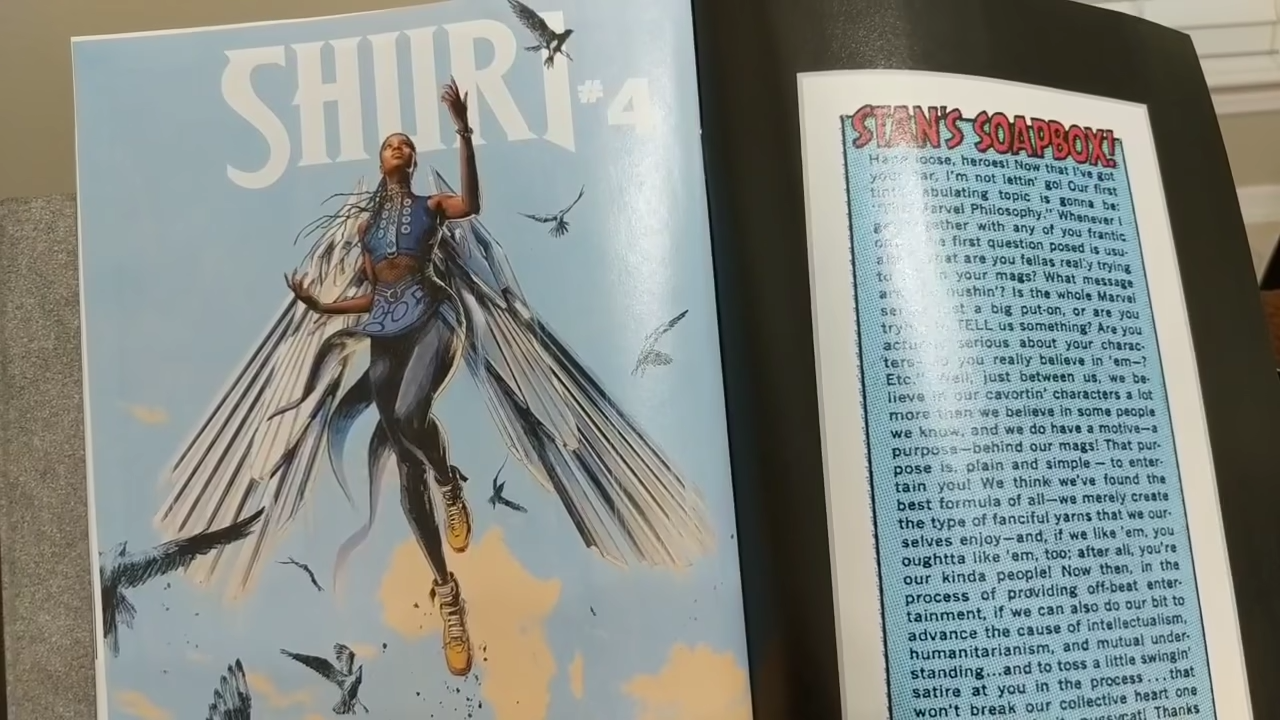 SHURI
#4
STAN'S SOAPBOX!
loose, heroes! Now that I've got
I'm not lettin' go! Our first
topic is gonna be:
Philosophy." Whenever I
with any of you frantic
first question posed is usu-
are you fellas really trying
in your mags? What message
Is the whole Marvel
a big put-on, or are you
TELL us something? Are you
serious about your charac-
you really believe in 'em—?
Etc. just between us, we be-
lieve our cavortin' characters a lot
more than we believe in some people
we know, and we do have a motive—a
purpose—behind our mags! That pur-
pose is, plain and simple — to enter-
tain you! We think we've found the
best formula of all—we merely create
the type of fanciful yarns that we our-
selves enjoy—and, if we like 'em, you
oughtta like 'em, too; after all, you're
our kinda people! Now then, in the
process of providing off-beat enter-
tainment, if we can also do our bit to
advance the cause of intellectualism,
humanitarianism, and mutual under-
standing...and to toss a little swingin'
satire at you in the process . . . that
won't break our collective heart one
Thanks